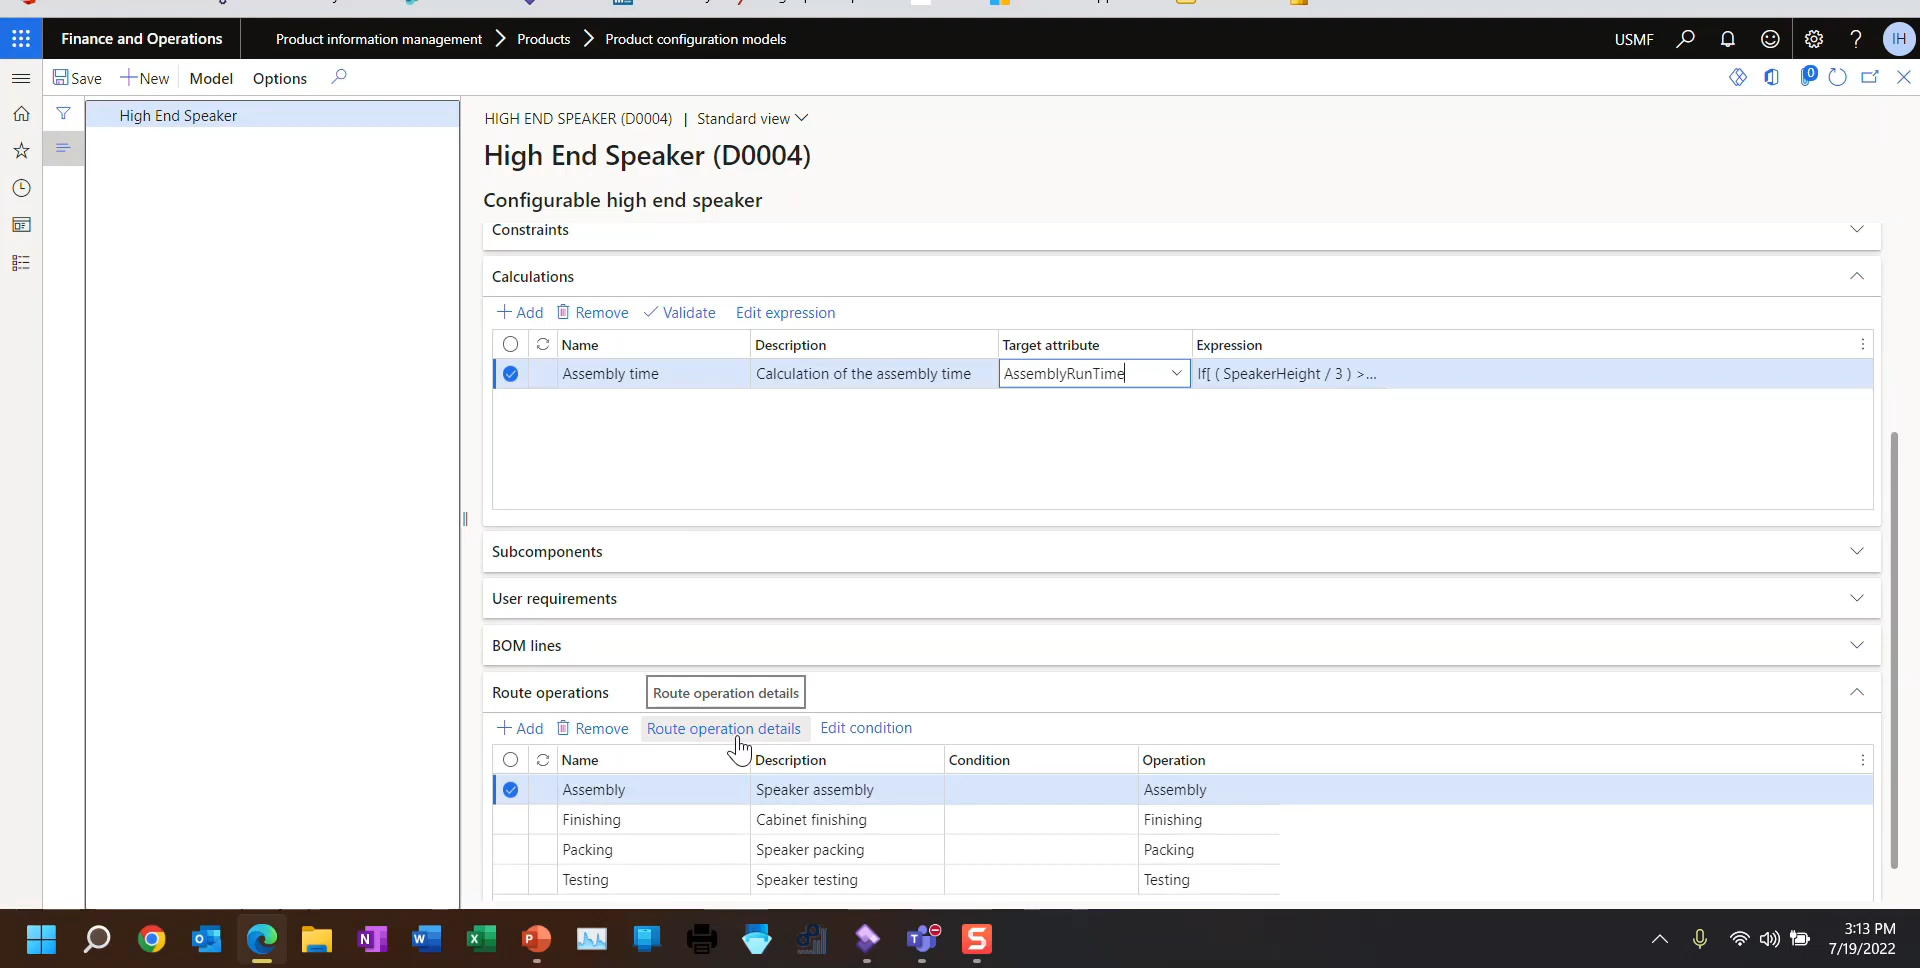 Finance and Operations
Product information management
Products
Product configuration models
USMF
IH
Save
New
Model
Options
0
High End Speaker
HIGH END SPEAKER (D0004) | Standard view
High End Speaker (D0004)
Configurable high end speaker
Constraints
Calculations
Add Remove Validate Edit expression
Name Description Target attribute Expression
Assembly time Calculation of the assembly time AssemblyRunTime If[ ( SpeakerHeight / 3 ) >...
Subcomponents
User requirements
BOM lines
Route operations
Route operation details
Add Remove Route operation details Edit condition
Name Description Condition Operation
Assembly Speaker assembly Assembly
Finishing Cabinet finishing Finishing
Packing Speaker packing Packing
Testing Speaker testing Testing
3:13 PM
7/19/2022